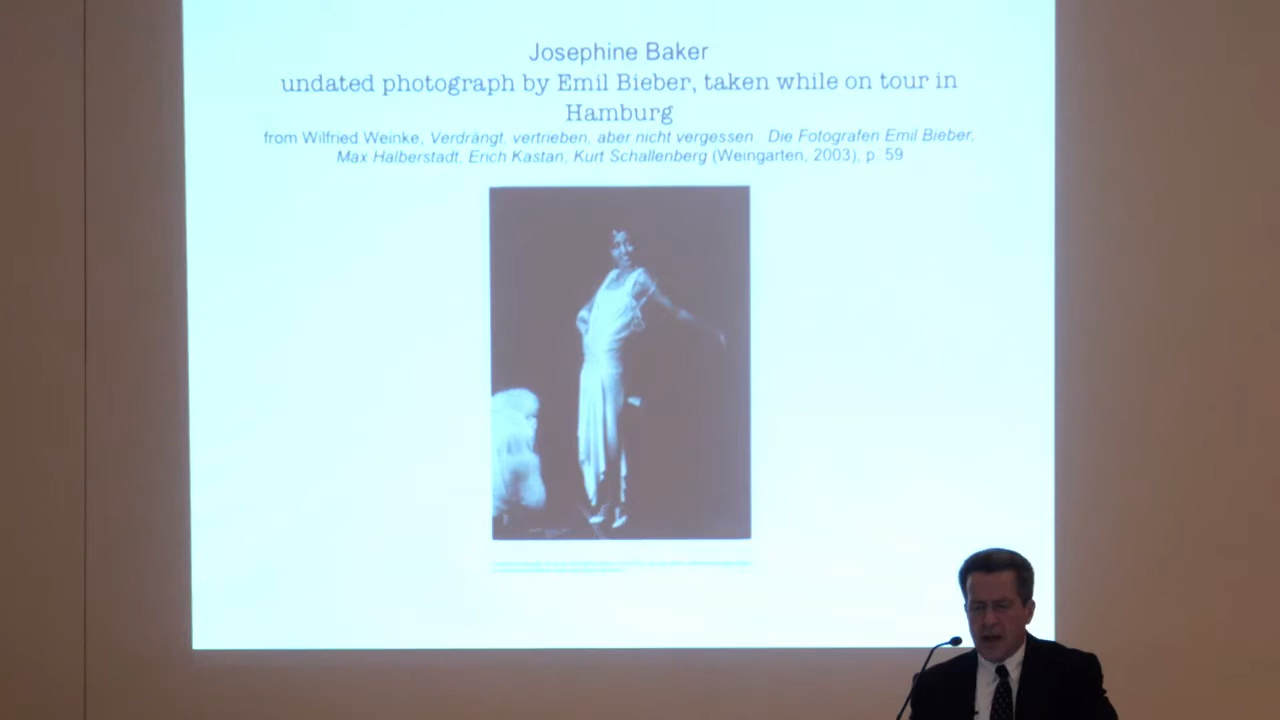 Josephine Baker
undated photograph by Emil Bieber, taken while on tour in
Hamburg
from Wilfried Weinke, Verdrängt, vertrieben, aber nicht vergessen   Die Fotografen Emil Bieber,
Max Halberstadt, Erich Kastan, Kurt Schallenberg (Weingarten, 2003), p. 59